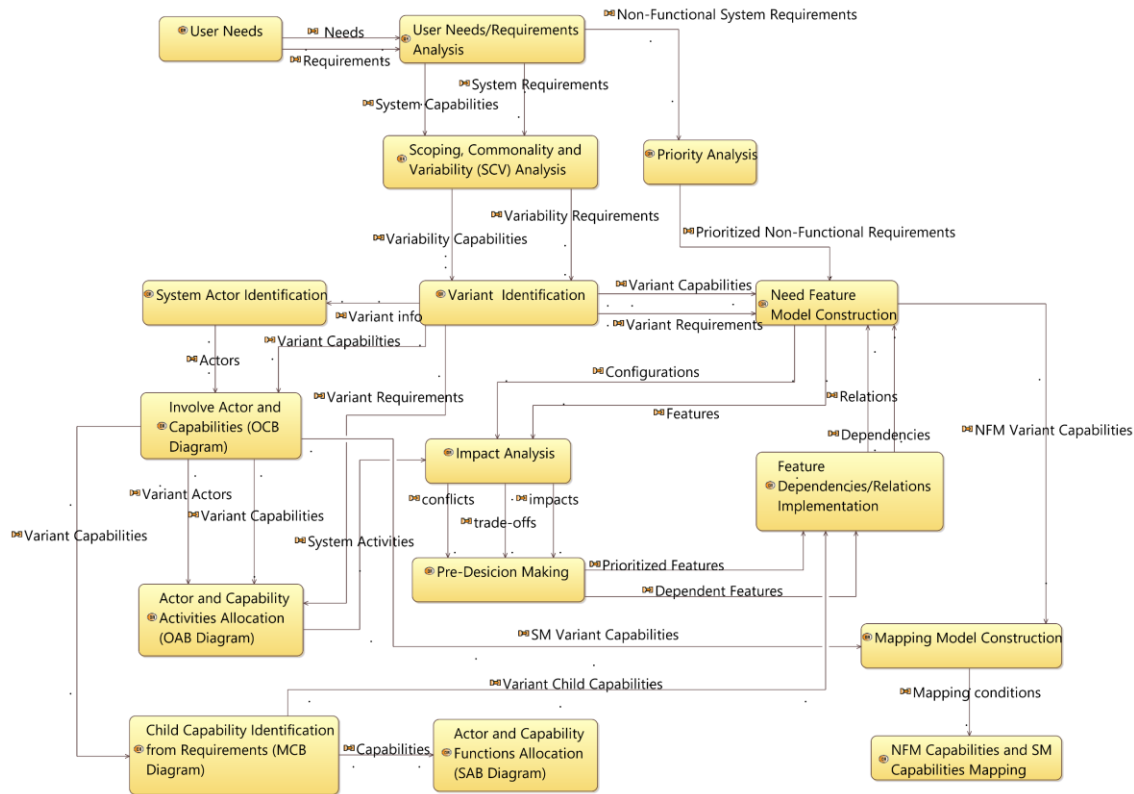 Non-Functional System Requirements
User Needs
Needs
Requirements
User Needs/Requirements
Analysis
System Requirements
System Capabilities
Scoping, Commonality and
Variability (SCV) Analysis
Priority Analysis
Variability Requirements
Variability Capabilities
Prioritized Non-Functional Requirements
System Actor Identification
Variant info
Variant Identification
Variant Capabilities
Variant Requirements
Need Feature
Model Construction
Variant Capabilities
Actors
Configurations
Variant Requirements
Relations
Involve Actor and
Capabilities (OCB
Diagram)
Features
NFM Variant Capabilities
Dependencies
Impact Analysis
Feature
Dependencies/Relations
Implementation
Variant Actors
Variant Capabilities
conflicts
impacts
trade-offs
Variant Capabilities
System Activities
Pre-Desicion Making
Prioritized Features
Dependent Features
Actor and Capability
Activities Allocation
(OAB Diagram)
SM Variant Capabilities
Mapping Model Construction
Variant Child Capabilities
Mapping conditions
Child Capability Identification
from Requirements (MCB
Diagram)
Capabilities
Actor and Capability
Functions Allocation
(SAB Diagram)
NFM Capabilities and SM
Capabilities Mapping